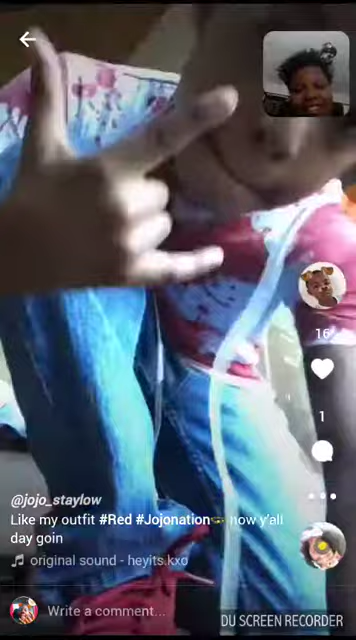 16
@jojo_staylow
Like my outfit #Red #Jojonation how y'all
day goin
original sound - heyits.kxo
1
Write a comment...
DU SCREEN RECORDER